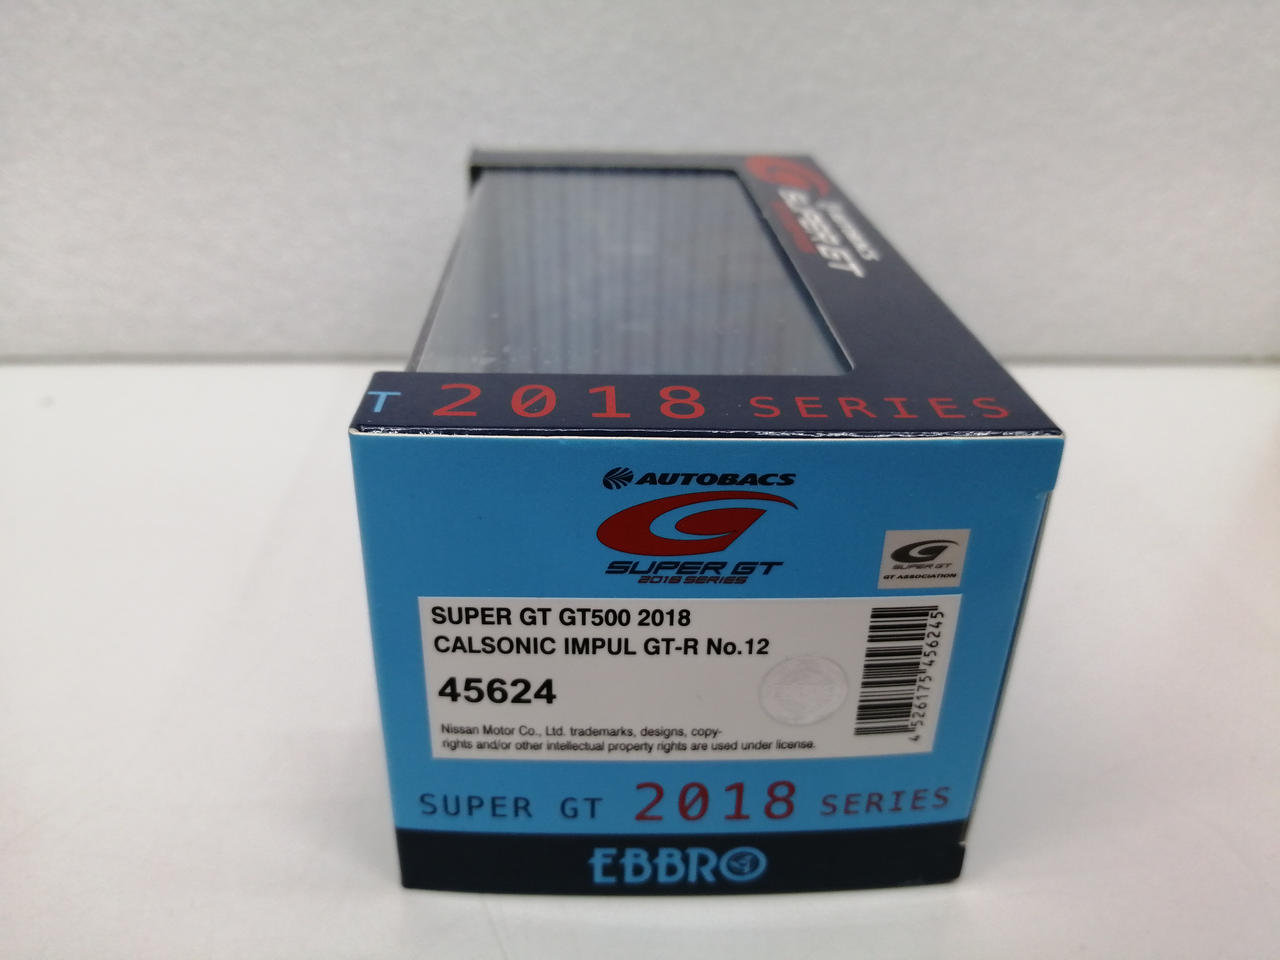 AUTOBACS
SUPER GT
T 2018 SERIES
AUTOBACS
SUPER GT
2018 SERIES
SUPER GT
GT ASSOCIATION
SUPER GT GT500 2018
CALSONIC IMPUL GT-R No.12
45624
Nissan Motor Co., Ltd. trademarks, designs, copy-
rights and/or other intellectual property rights are used under license.
4 526175 456245
SUPER GT 2018 SERIES
EBBRO